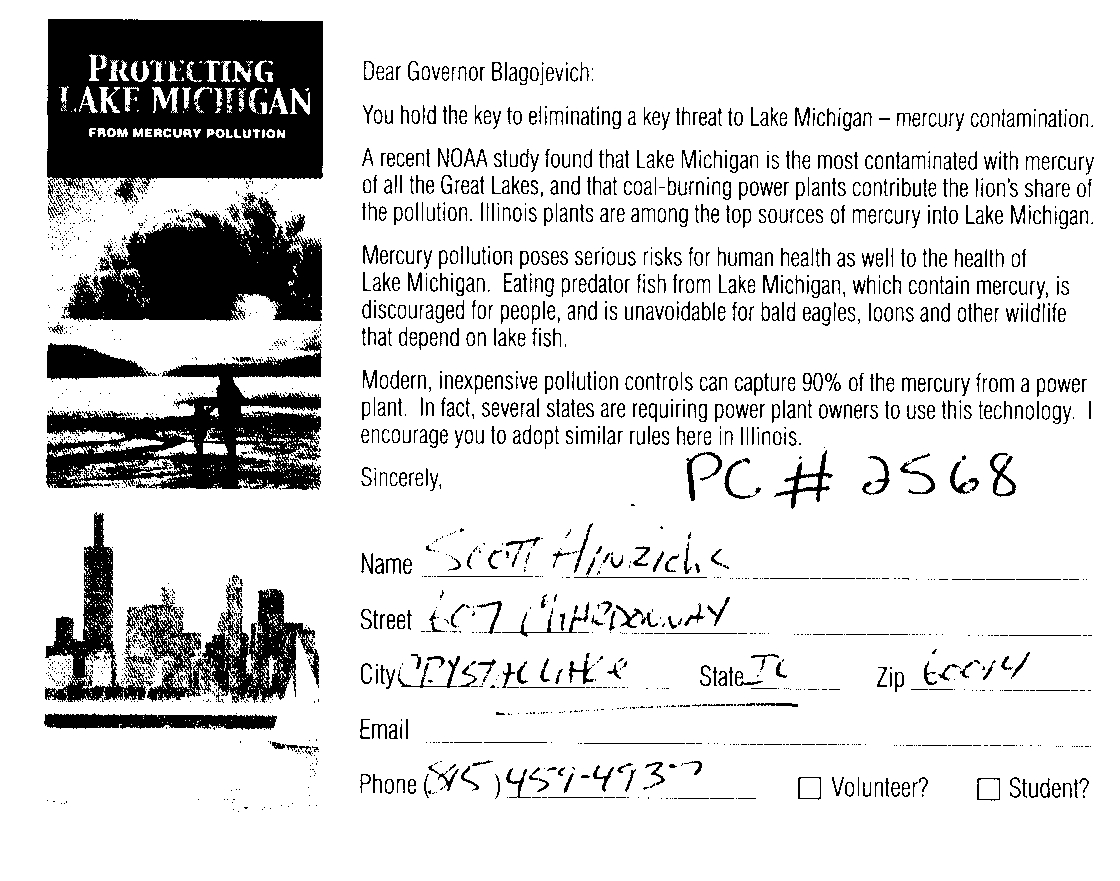 PROTECTING
LAKE MICHIGAN
FROM MERCURY POLLUTION
Dear Governor Blagojevich:
You hold the key to eliminating a key threat to Lake Michigan – mercury contamination.
A recent NOAA study found that Lake Michigan is the most contaminated with mercury
of all the Great Lakes, and that coal-burning power plants contribute the lion's share of
the pollution. Illinois plants are among the top sources of mercury into Lake Michigan.
Mercury pollution poses serious risks for human health as well to the health of
Lake Michigan. Eating predator fish from Lake Michigan, which contain mercury, is
discouraged for people, and is unavoidable for bald eagles, loons and other wildlife
that depend on lake fish.
Modern, inexpensive pollution controls can capture 90% of the mercury from a power
plant. In fact, several states are requiring power plant owners to use this technology. I
encourage you to adopt similar rules here in Illinois.
Sincerely,
PC # 2568
Name Scott Hinrichs
Street 607
City Crystal Lake State IL Zip 60014
Email
Phone (815) 459-4937
Volunteer? Student?